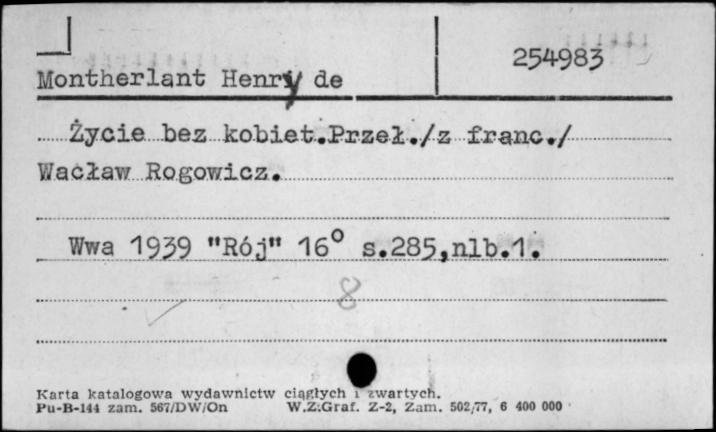 254983
Montherlant Henry de
Życie bez kobiet.Przeł./z franc./
Wacław Rogowicz.
Wwa 1939 "Rój" 16° s.285,nlb.1.
8
Karta katalogowa wydawnictw ciągłych i zwartych.
Pu-B-144 zam. 567/DW/On W.Z.Graf. Z-2, Zam. 502/77, 6 400 000